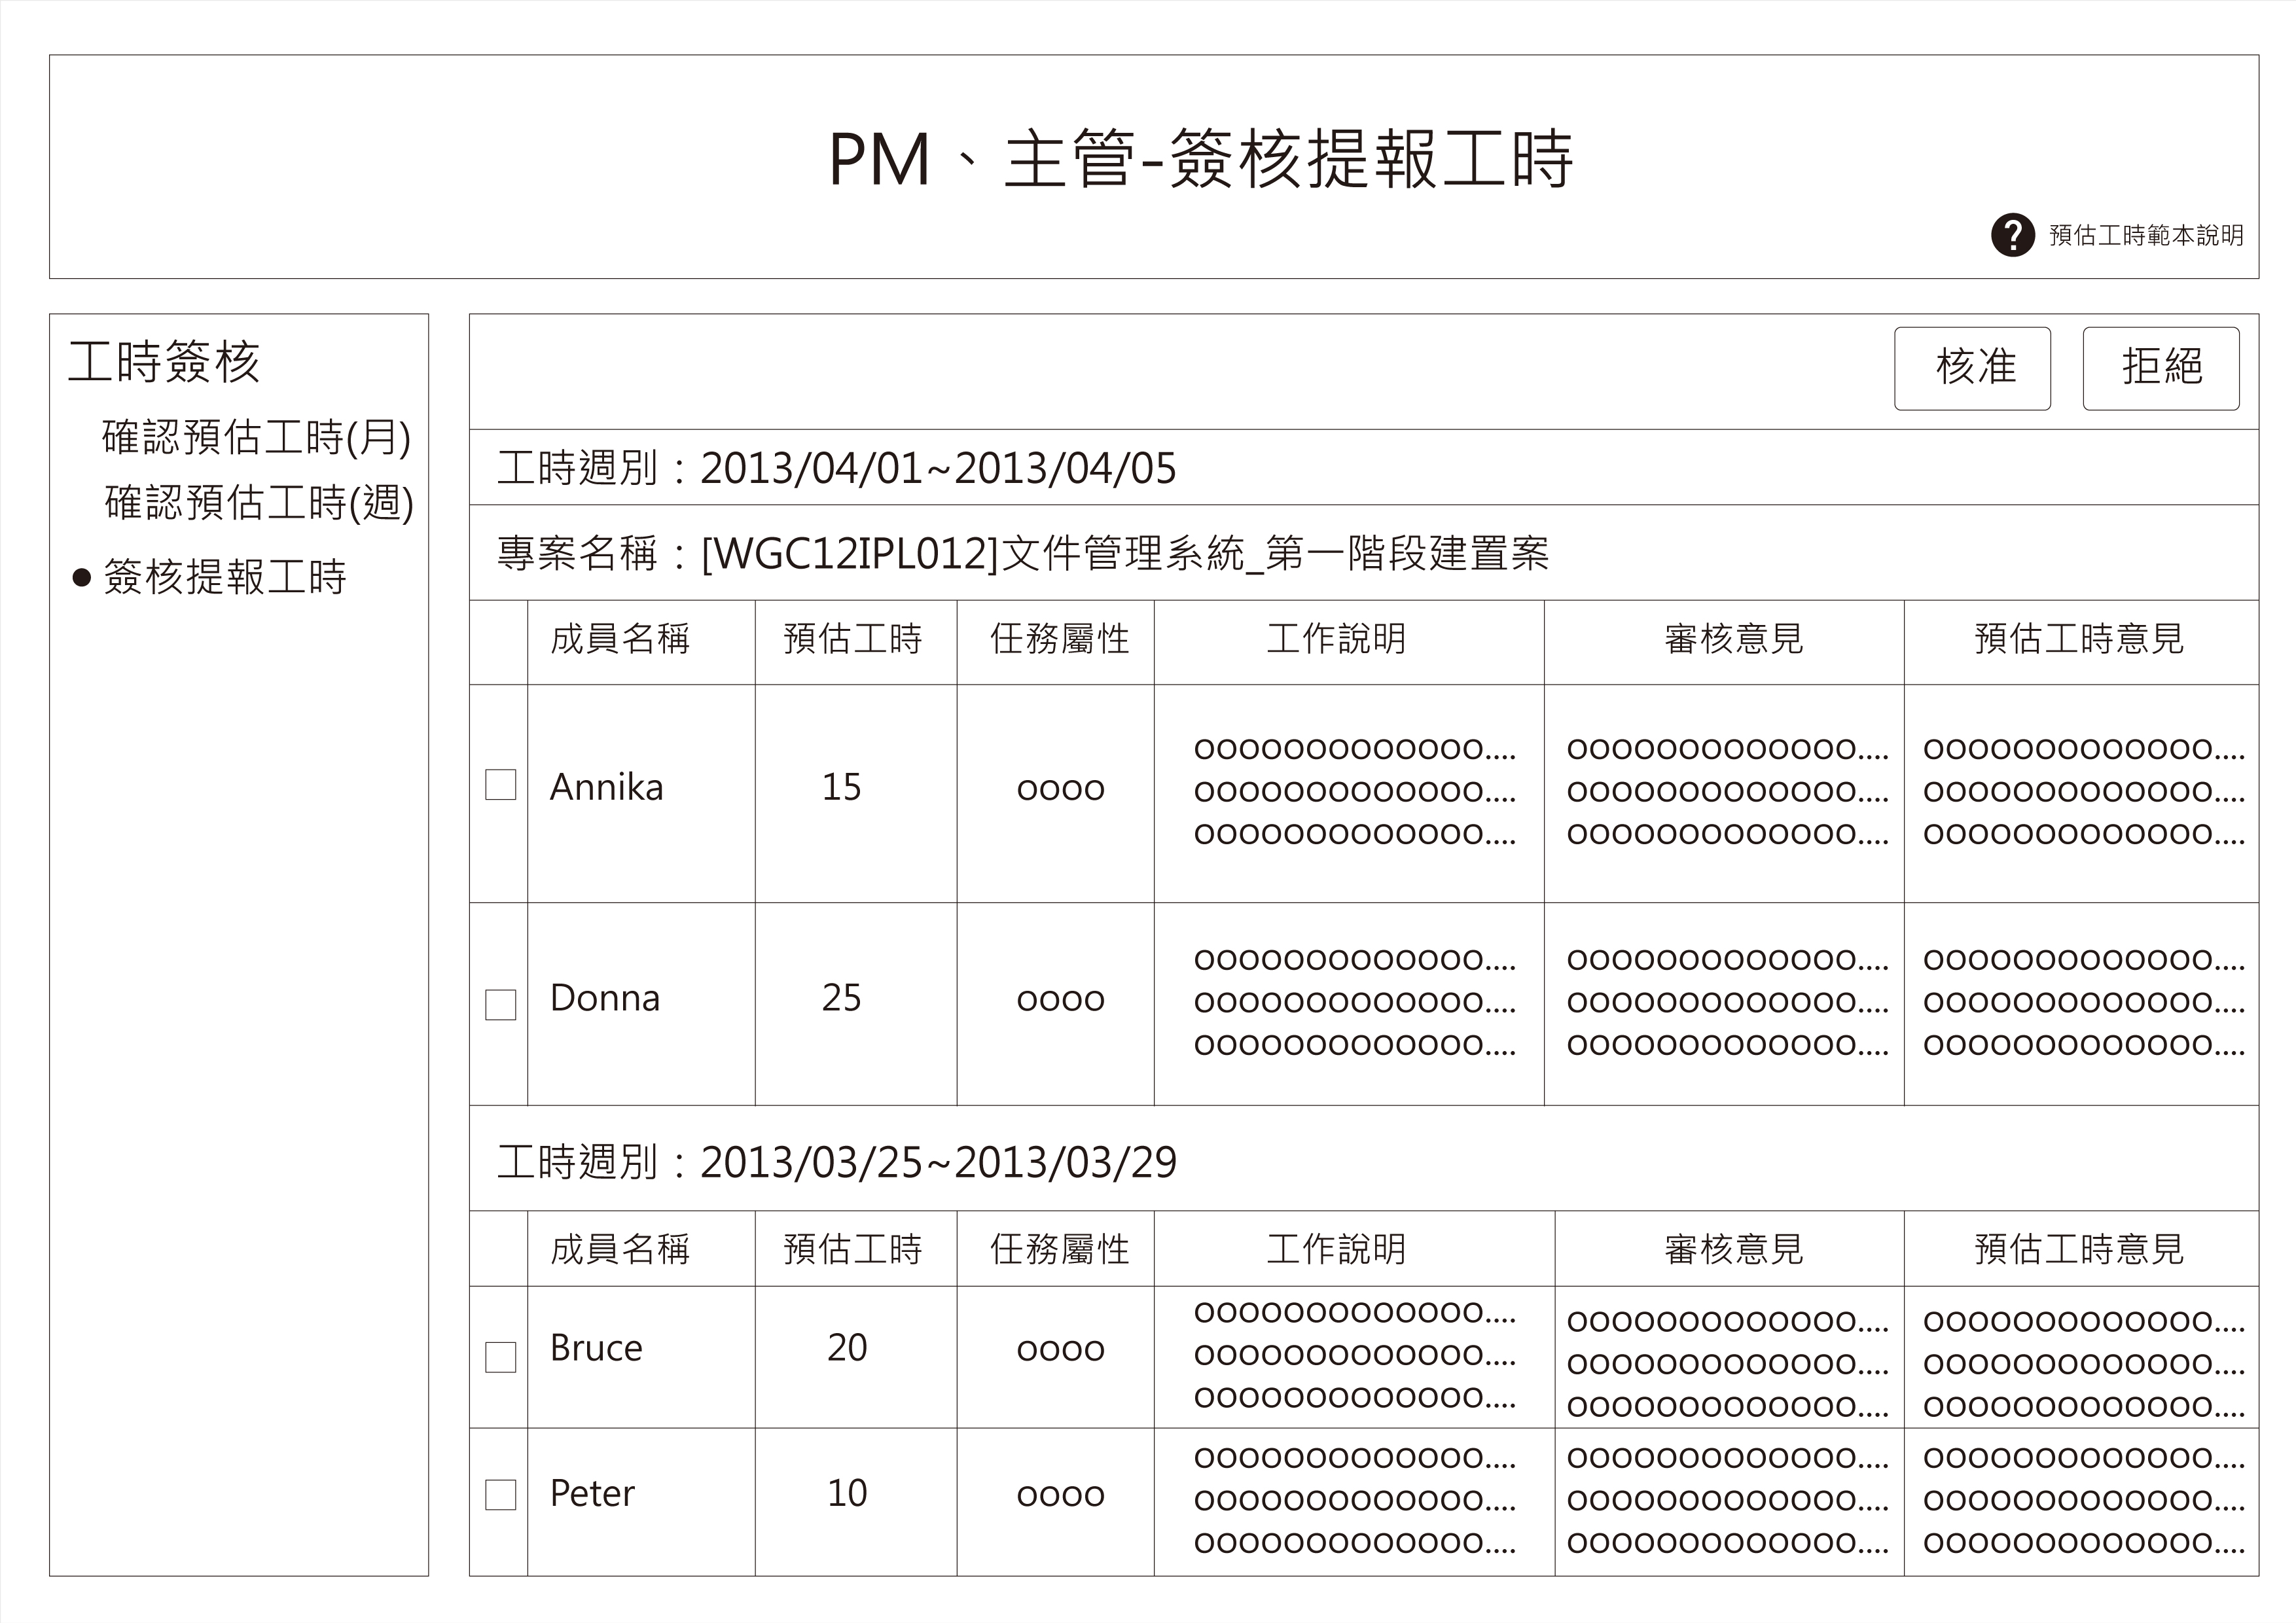 PM、主管-簽核提報工時
? 預估工時範本說明
工時簽核
確認預估工時(月)
確認預估工時(週)
● 簽核提報工時
核准 拒絕
工時週別：2013/04/01~2013/04/05
專案名稱：[WGC12IPL012]文件管理系統_第一階段建置案
成員名稱 預估工時 任務屬性 工作說明 審核意見 預估工時意見
Annika 15 oooo
ooooooooooooo.... ooooooooooooo.... ooooooooooooo....
ooooooooooooo.... ooooooooooooo.... ooooooooooooo....
ooooooooooooo.... ooooooooooooo.... ooooooooooooo....
Donna 25 oooo
ooooooooooooo.... ooooooooooooo.... ooooooooooooo....
ooooooooooooo.... ooooooooooooo.... ooooooooooooo....
ooooooooooooo.... ooooooooooooo.... ooooooooooooo....
工時週別：2013/03/25~2013/03/29
成員名稱 預估工時 任務屬性 工作說明 審核意見 預估工時意見
Bruce 20 oooo
ooooooooooooo.... ooooooooooooo.... ooooooooooooo....
ooooooooooooo.... ooooooooooooo.... ooooooooooooo....
ooooooooooooo.... ooooooooooooo.... ooooooooooooo....
Peter 10 oooo
ooooooooooooo.... ooooooooooooo.... ooooooooooooo....
ooooooooooooo.... ooooooooooooo.... ooooooooooooo....
ooooooooooooo.... ooooooooooooo.... ooooooooooooo....